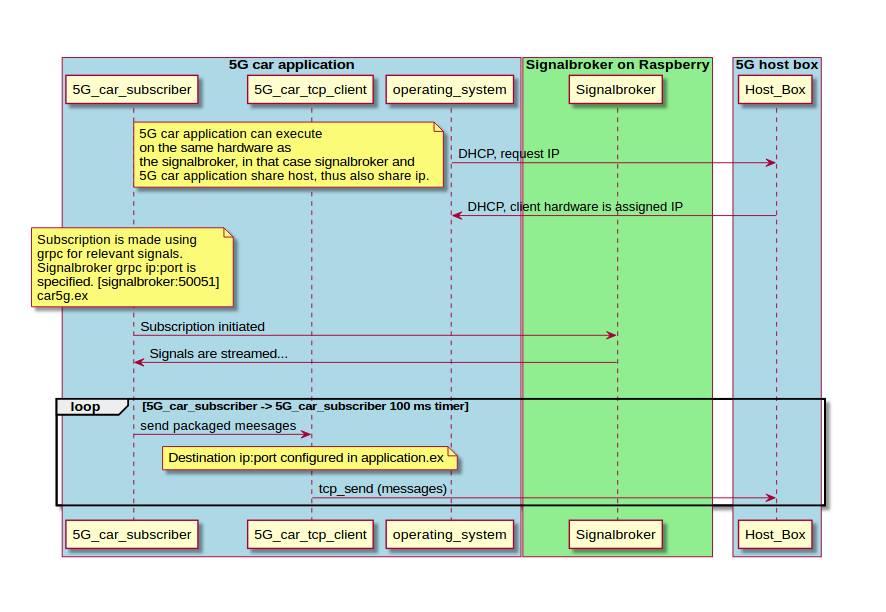 5G car application
Signalbroker on Raspberry
5G host box
5G_car_subscriber
5G_car_tcp_client
operating_system
Signalbroker
Host_Box
5G car application can execute
on the same hardware as
the signalbroker, in that case signalbroker and
5G car application share host, thus also share ip.
DHCP, request IP
DHCP, client hardware is assigned IP
Subscription is made using
grpc for relevant signals.
Signalbroker grpc ip:port is
specified. [signalbroker:50051]
car5g.ex
Subscription initiated
Signals are streamed...
loop
[5G_car_subscriber -> 5G_car_subscriber 100 ms timer]
send packaged meesages
Destination ip:port configured in application.ex
tcp_send (messages)
5G_car_subscriber
5G_car_tcp_client
operating_system
Signalbroker
Host_Box